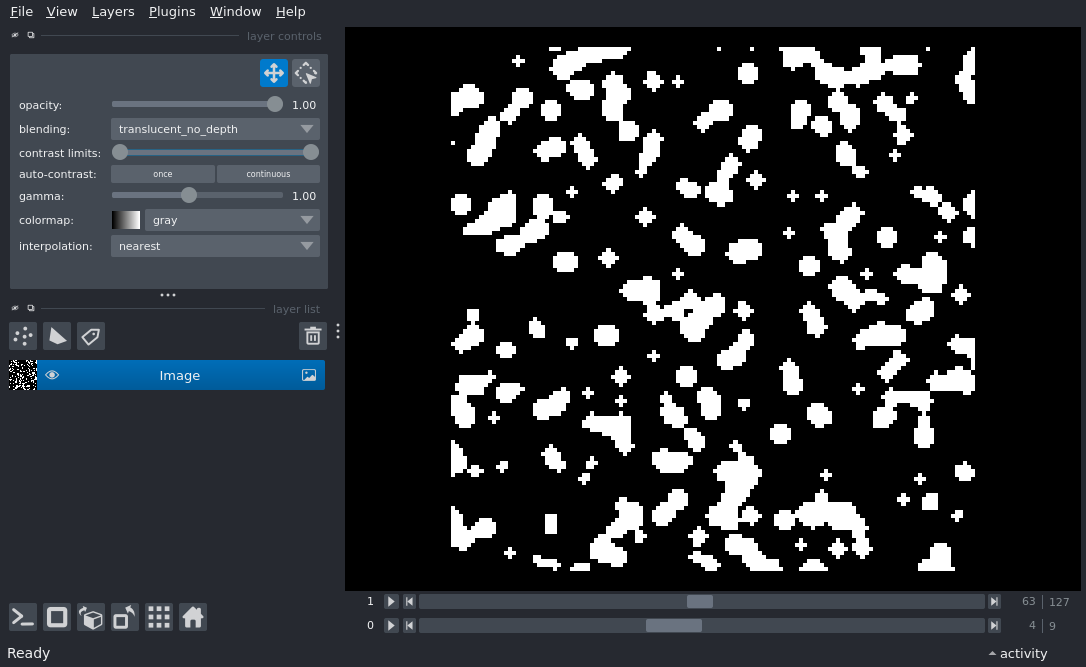 File View Layers Plugins Window Help
layer controls
opacity: 1.00
blending: translucent_no_depth
contrast limits:
auto-contrast: once continuous
gamma: 1.00
colormap: gray
interpolation: nearest
layer list
Image
1 63 127
0 4 9
Ready activity